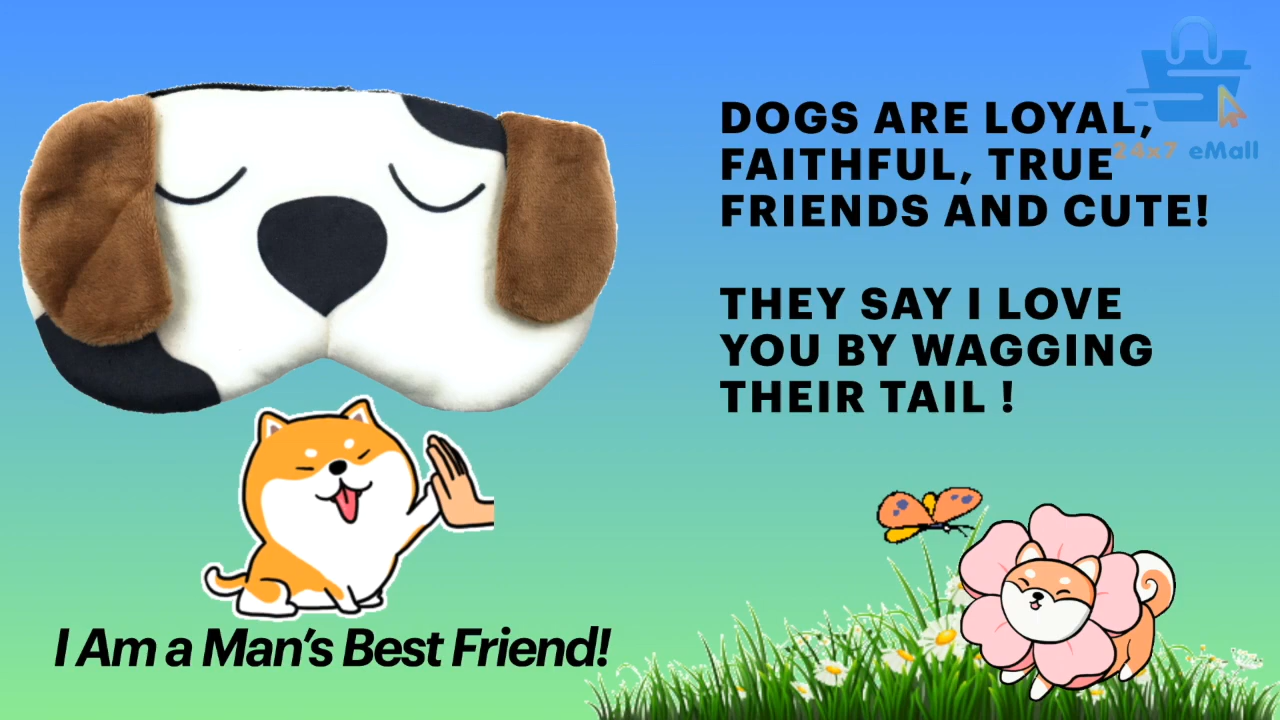 DOGS ARE LOYAL,
FAITHFUL, TRUE
FRIENDS AND CUTE!
24x7 eMall
THEY SAY I LOVE
YOU BY WAGGING
THEIR TAIL !
I Am a Man's Best Friend!